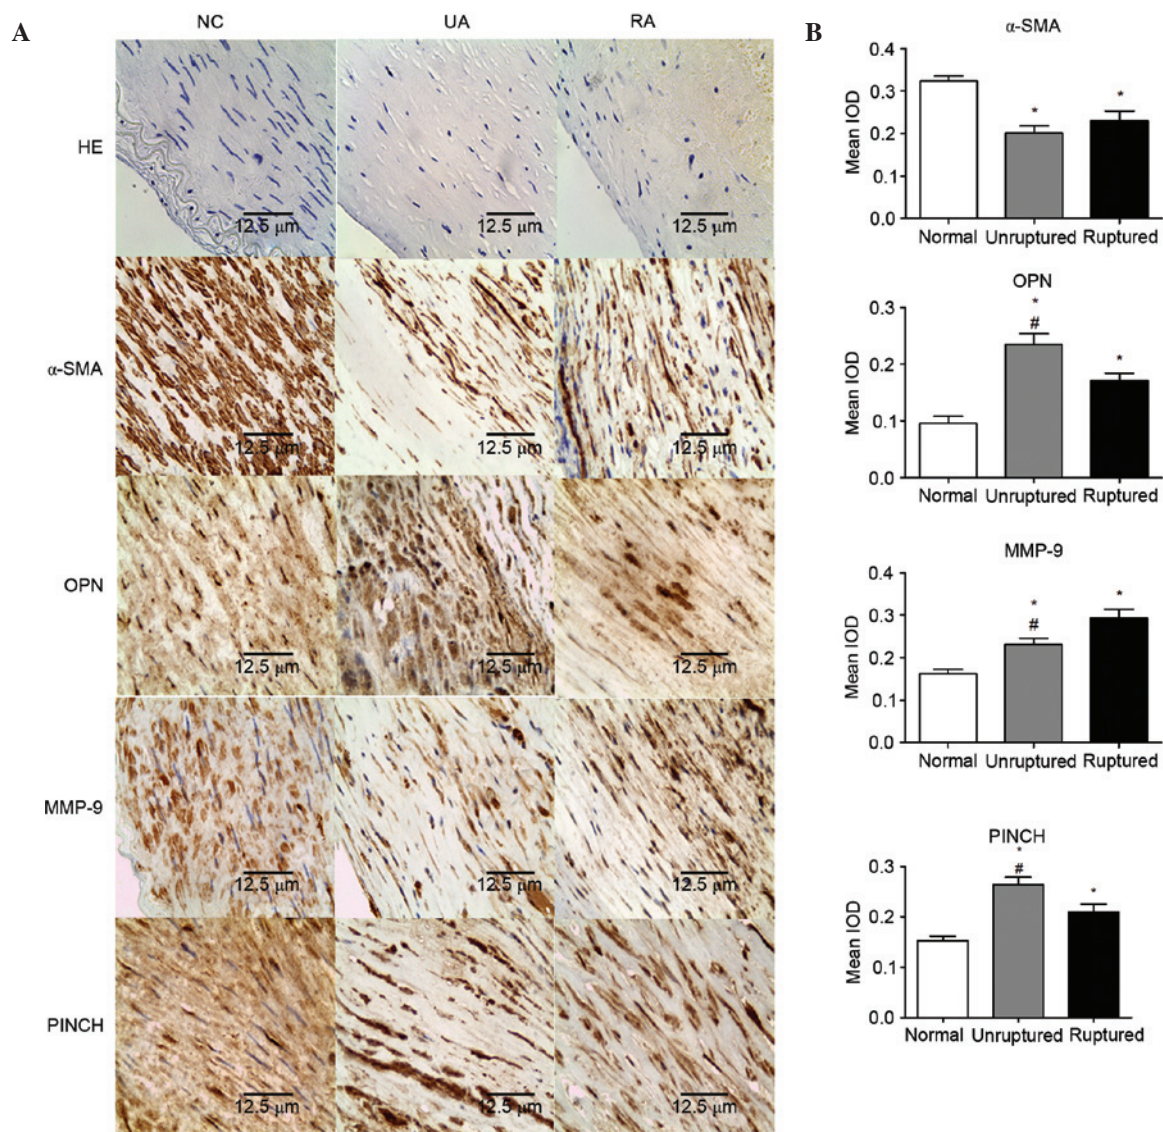 A
NC UA RA
HE
12.5 μm 12.5 μm 12.5 μm
α-SMA
12.5 μm 12.5 μm 12.5 μm
OPN
12.5 μm 12.5 μm 12.5 μm
MMP-9
12.5 μm 12.5 μm 12.5 μm
PINCH
12.5 μm 12.5 μm 12.5 μm
B
α-SMA
Mean IOD
0.4
0.3
0.2
0.1
0.0
* *
Normal Unruptured Ruptured
OPN
Mean IOD
0.3
0.2
0.1
0.0
*
# *
Normal Unruptured Ruptured
MMP-9
Mean IOD
0.4
0.3
0.2
0.1
0.0
* *
#
Normal Unruptured Ruptured
PINCH
Mean IOD
0.3
0.2
0.1
0.0
*
# *
Normal Unruptured Ruptured